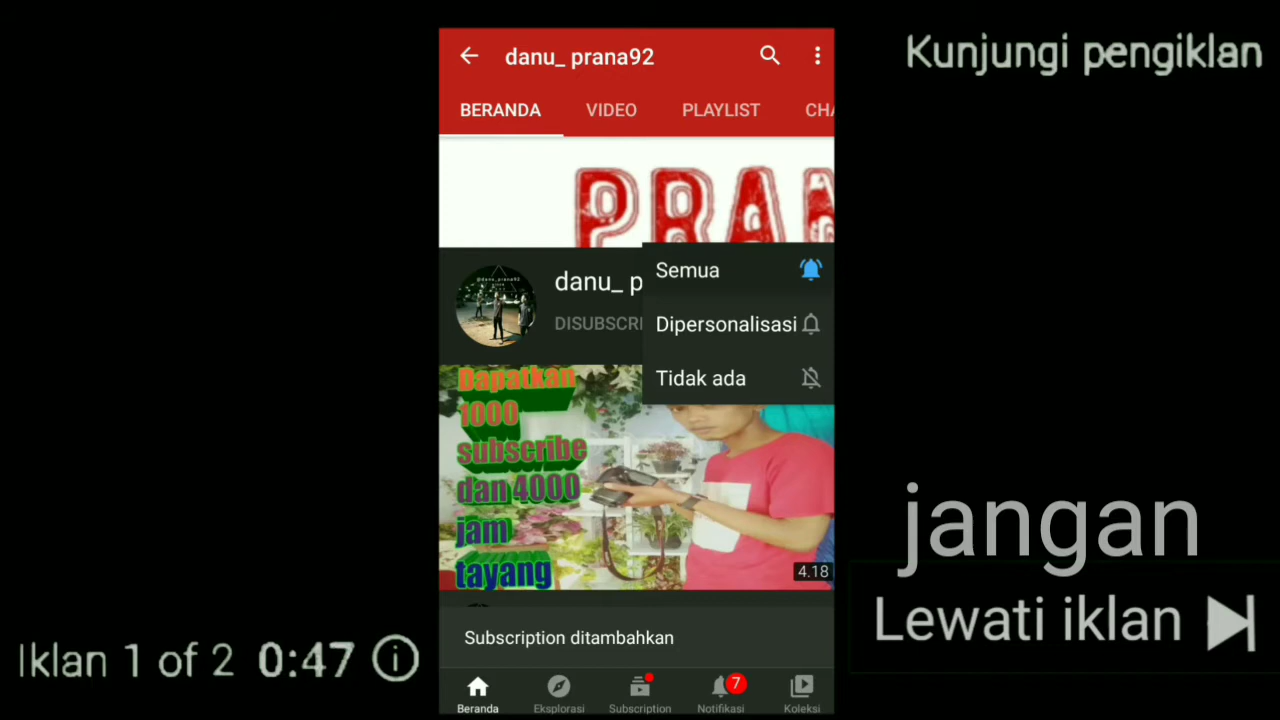 danu_ prana92
Kunjungi pengiklan
BERANDA VIDEO PLAYLIST CHA
PRAN
danu_ p
DISUBSCRI
Semua
Dipersonalisasi
Tidak ada
Dapatkan
1000
subscribe
dan 4000
jam
tayang
4.18
jangan
Lewati iklan
Subscription ditambahkan
Iklan 1 of 2 0:47
7
Beranda Eksplorasi Subscription Notifikasi Koleksi